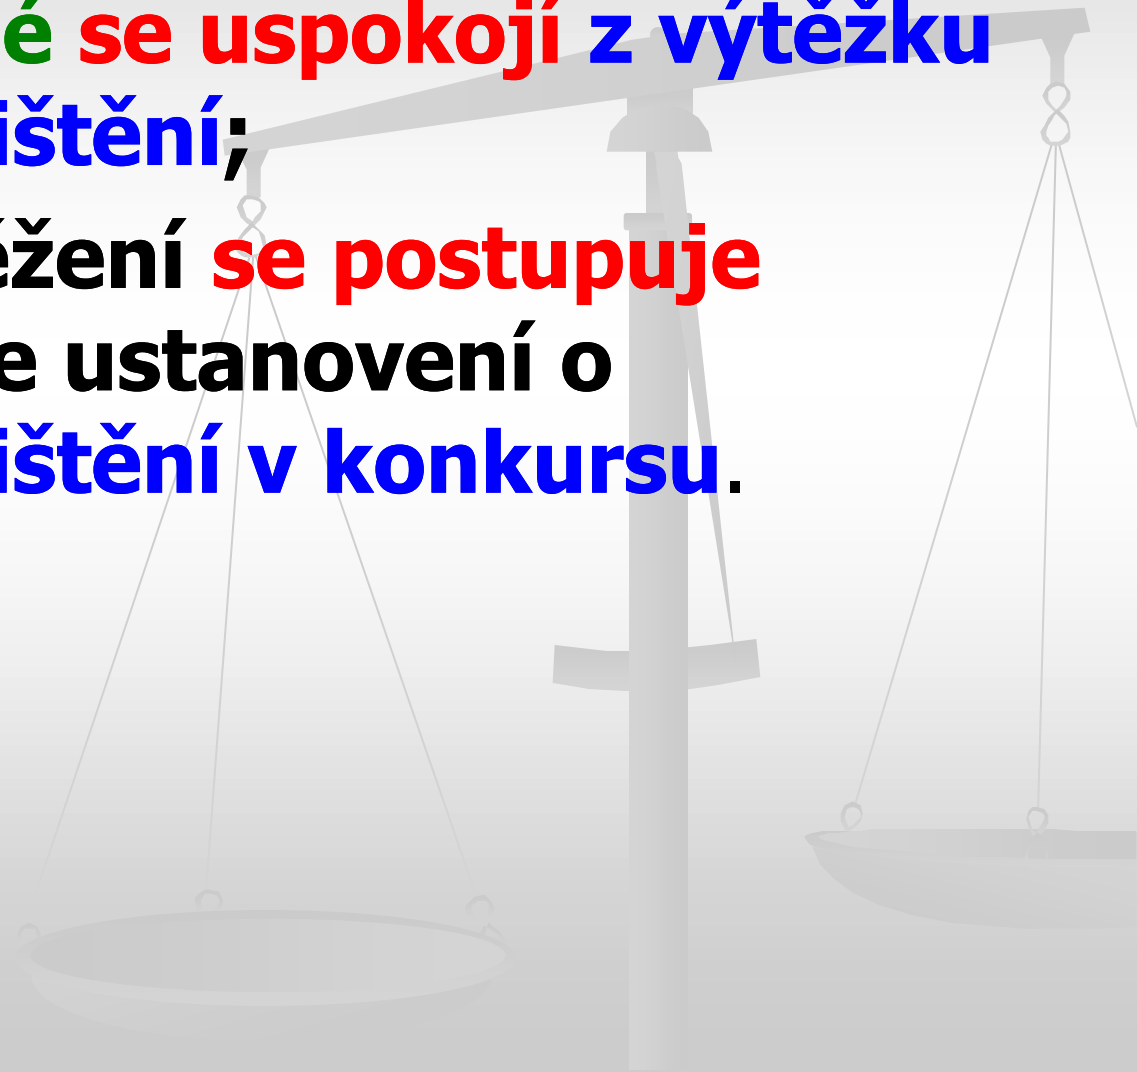 é se uspokojí z výtěžku
ištění;
ěžení se postupuje
e ustanovení o
ištění v konkursu.